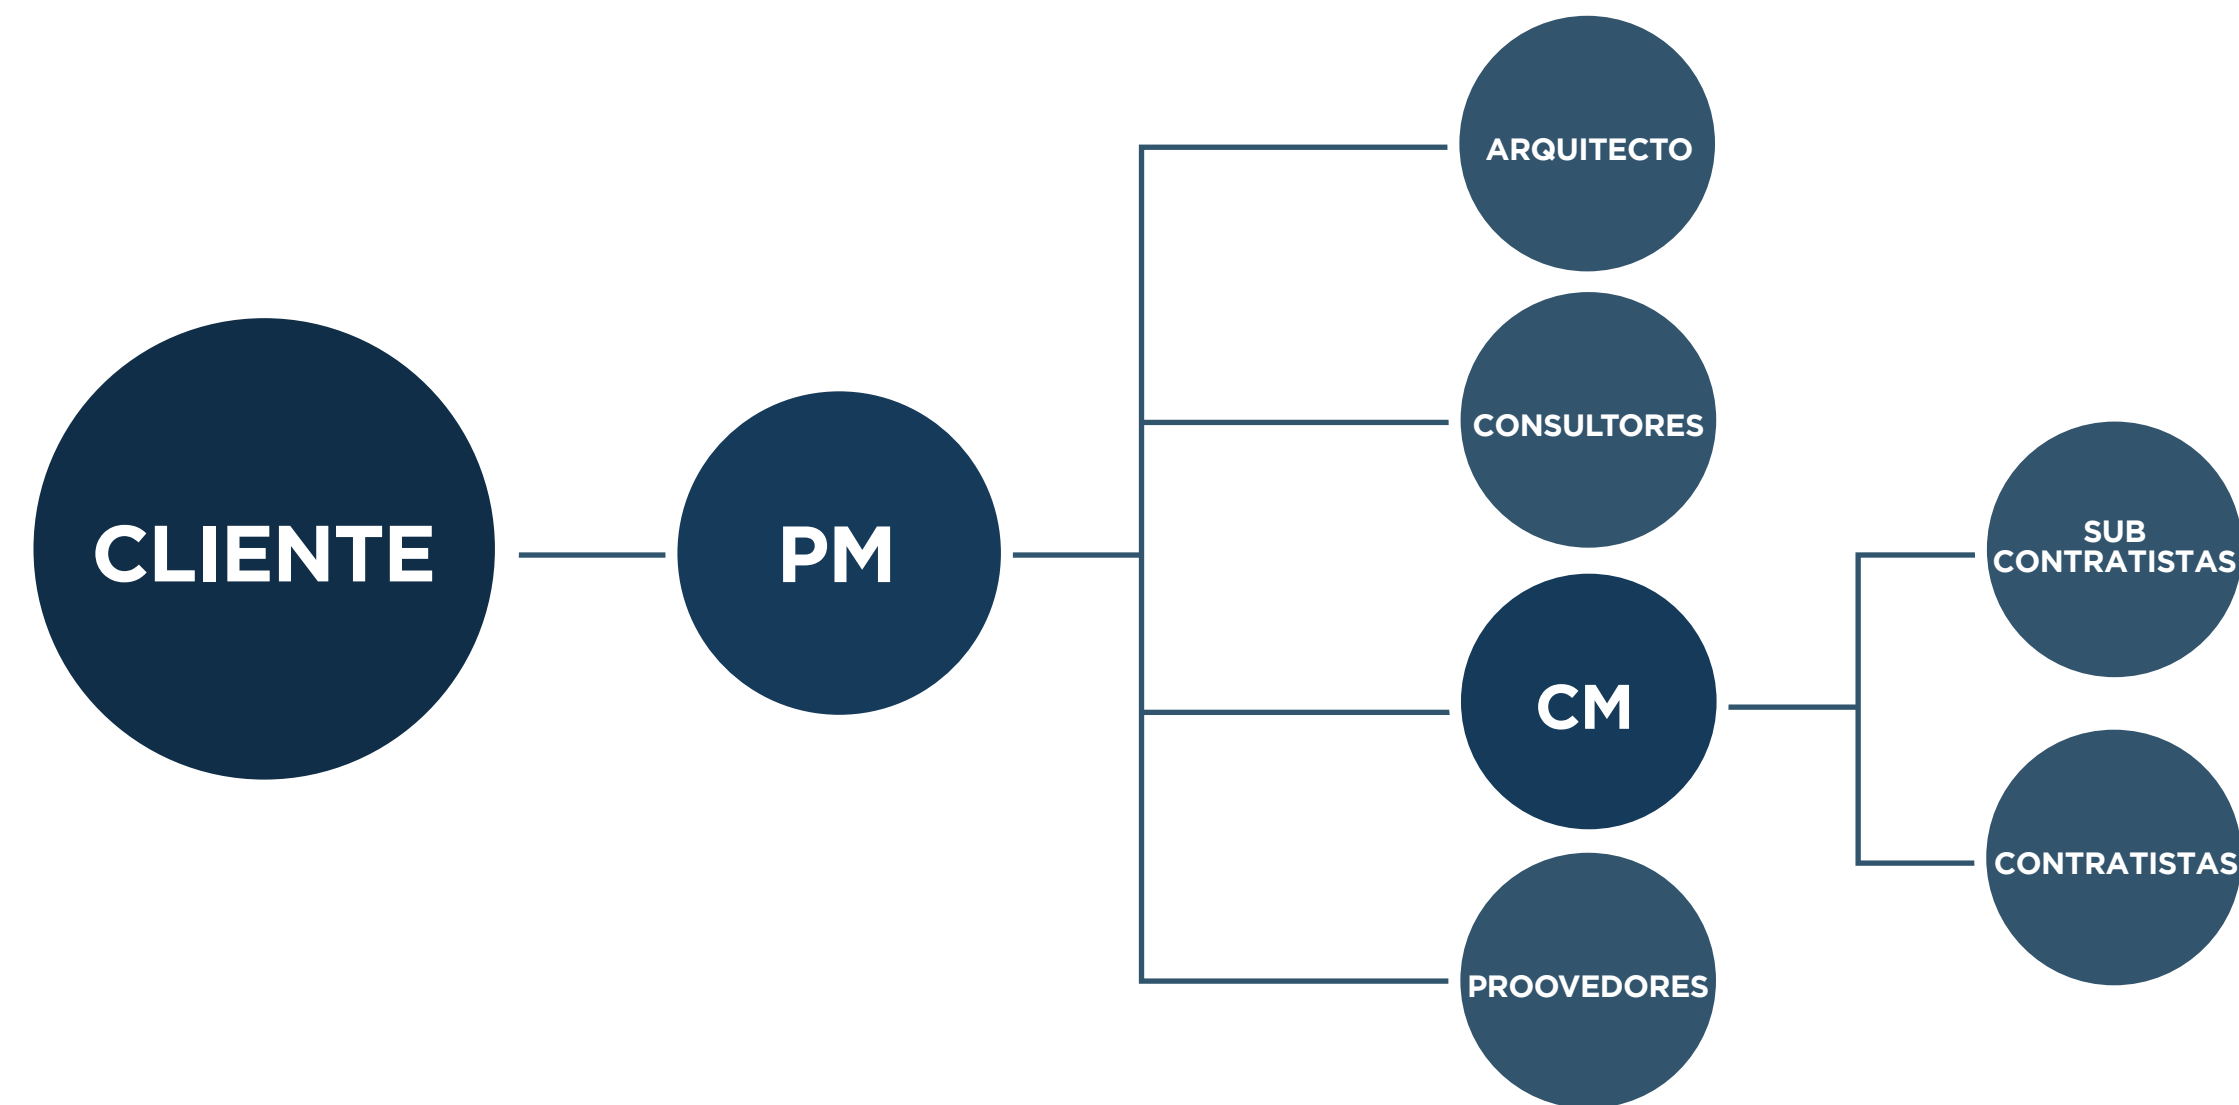 CLIENTE
PM
ARQUITECTO
CONSULTORES
CM
PROOVEDORES
SUB
CONTRATISTAS
CONTRATISTAS